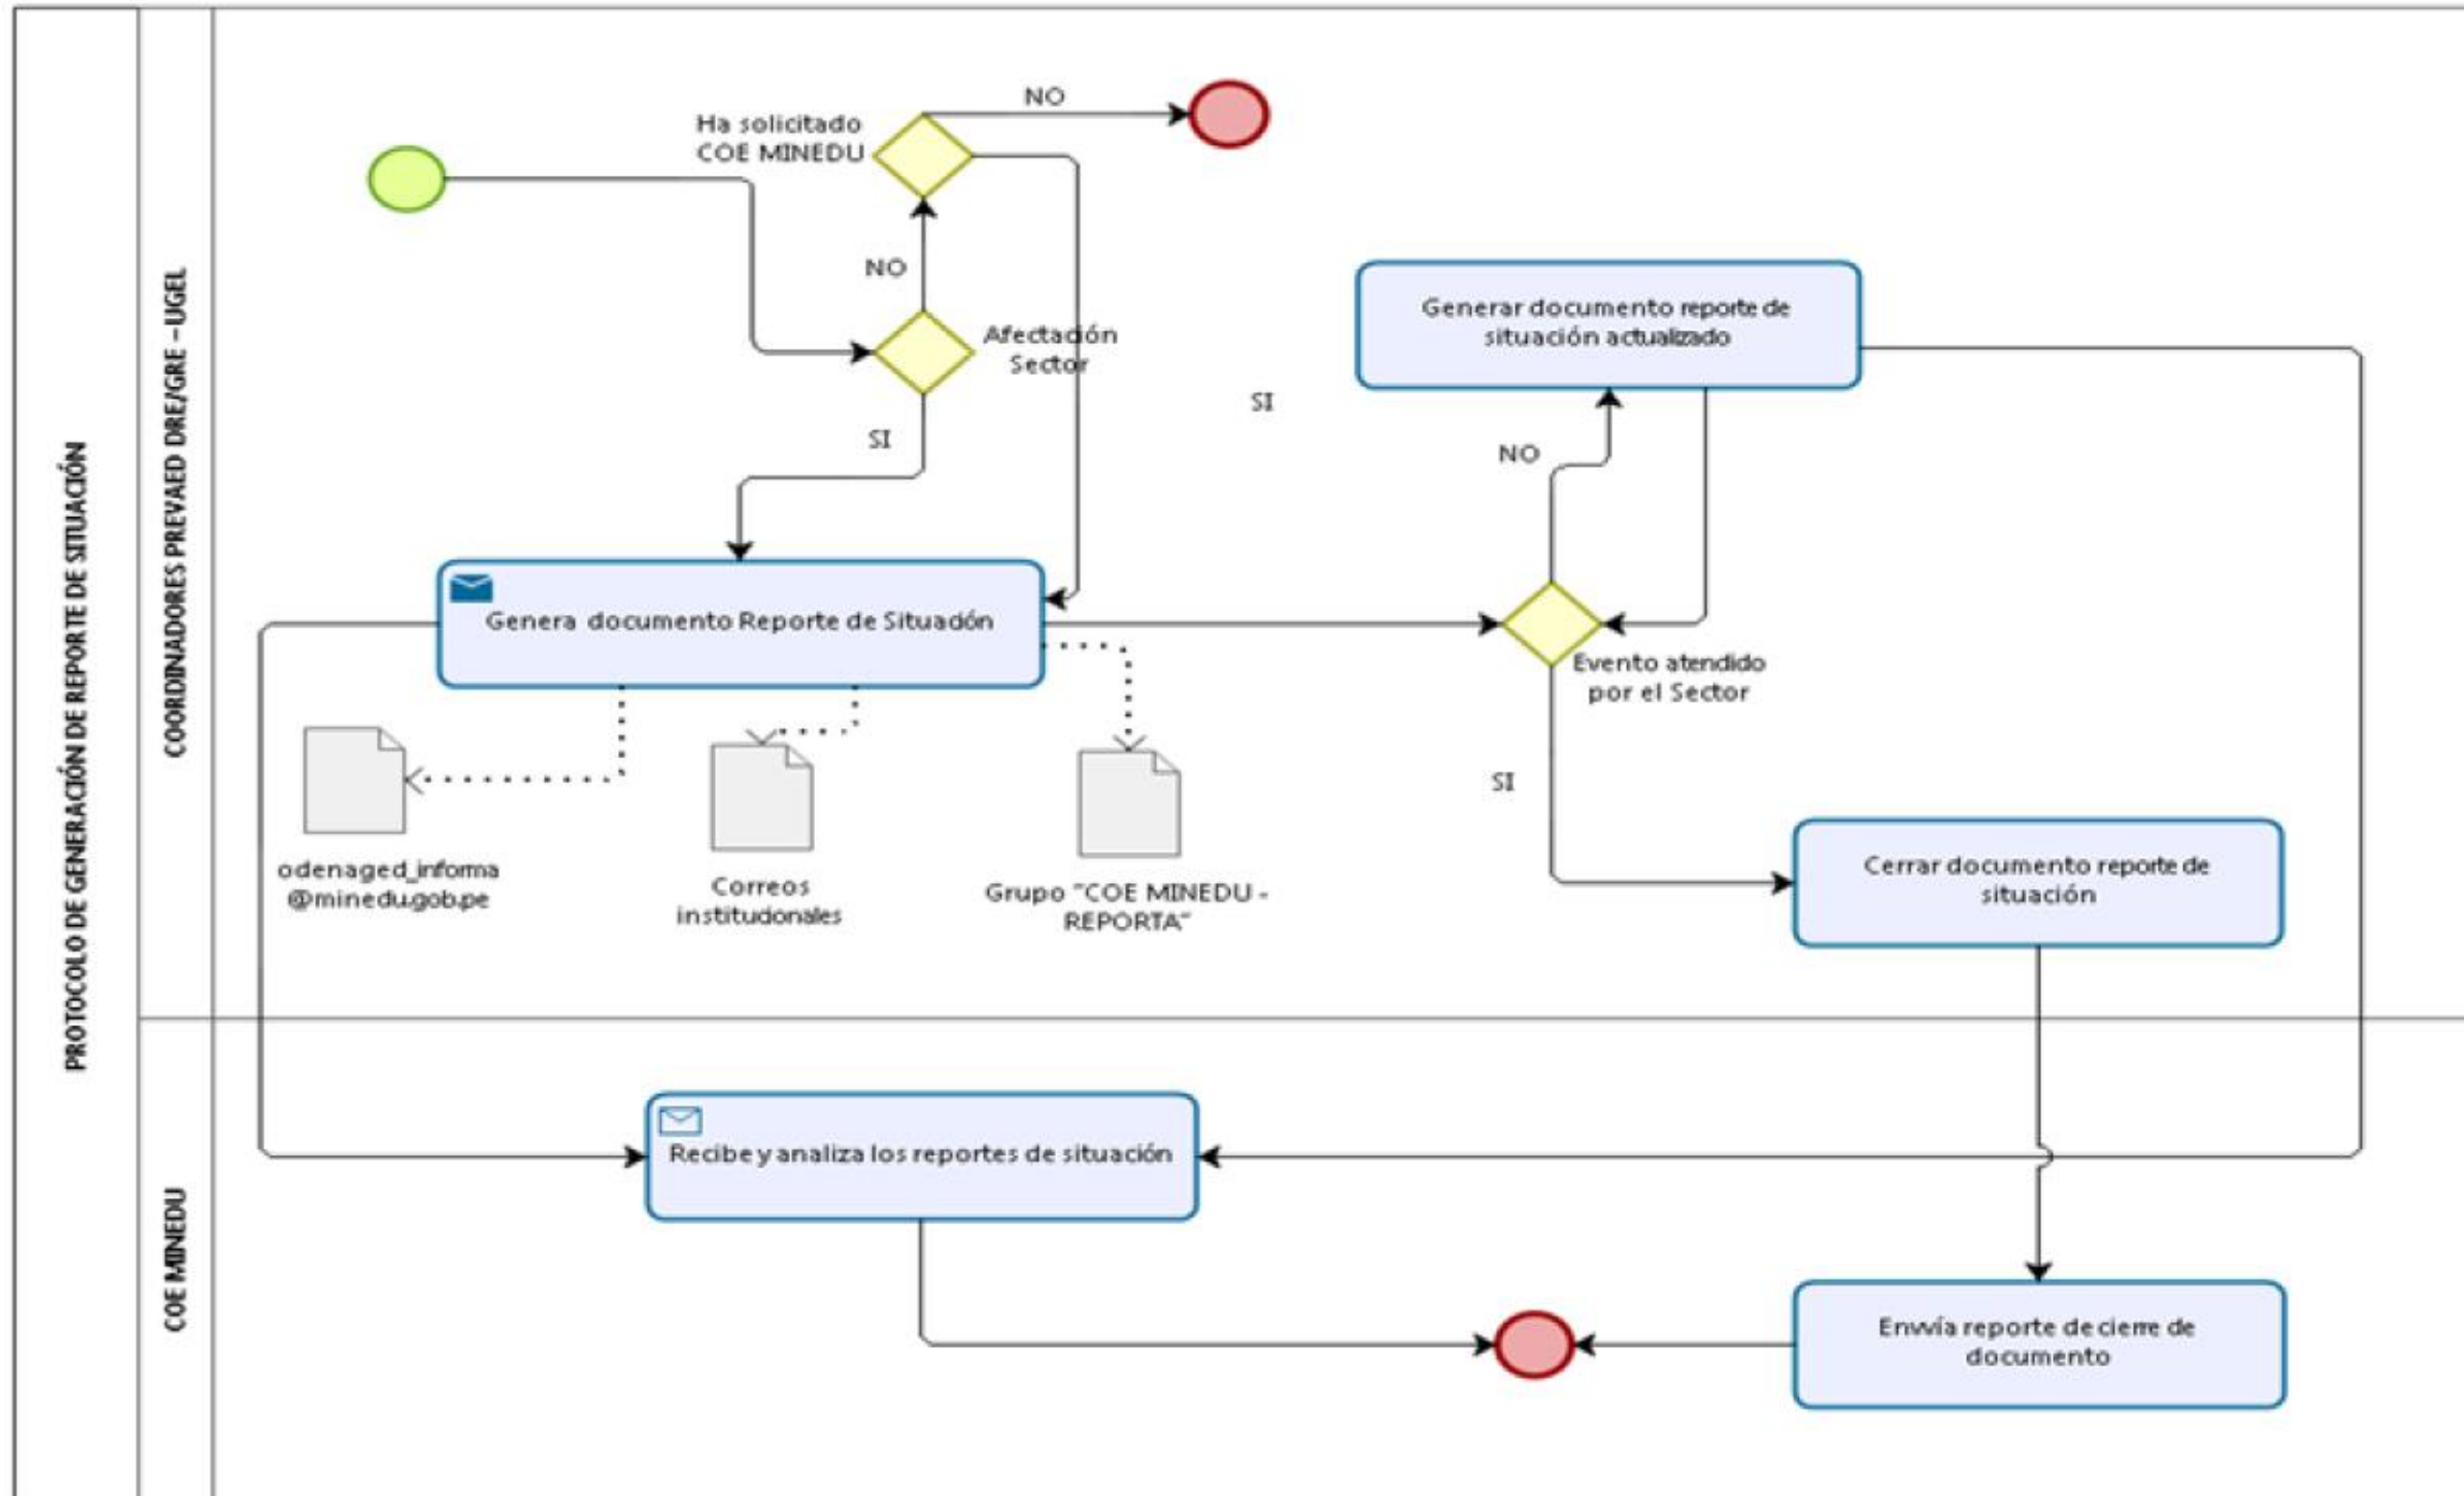 PROTOCOLO DE GENERACIÓN DE REPORTE DE SITUACIÓN
COORDINADORES PREVAED DRE/GRE - UGEL
NO
Ha solicitado
COE MINEDU
NO
Afectación
Sector
SI
SI
Generar documento reporte de
situación actualizado
NO
Genera documento Reporte de Situación
Evento atendido
por el Sector
SI
odenaged_informa
@minedu.gob.pe
Correos
institucionales
Grupo "COE MINEDU -
REPORTA"
Cerrar documento reporte de
situación
COE MINEDU
Recibe y analiza los reportes de situación
Envvía reporte de cierre de
documento